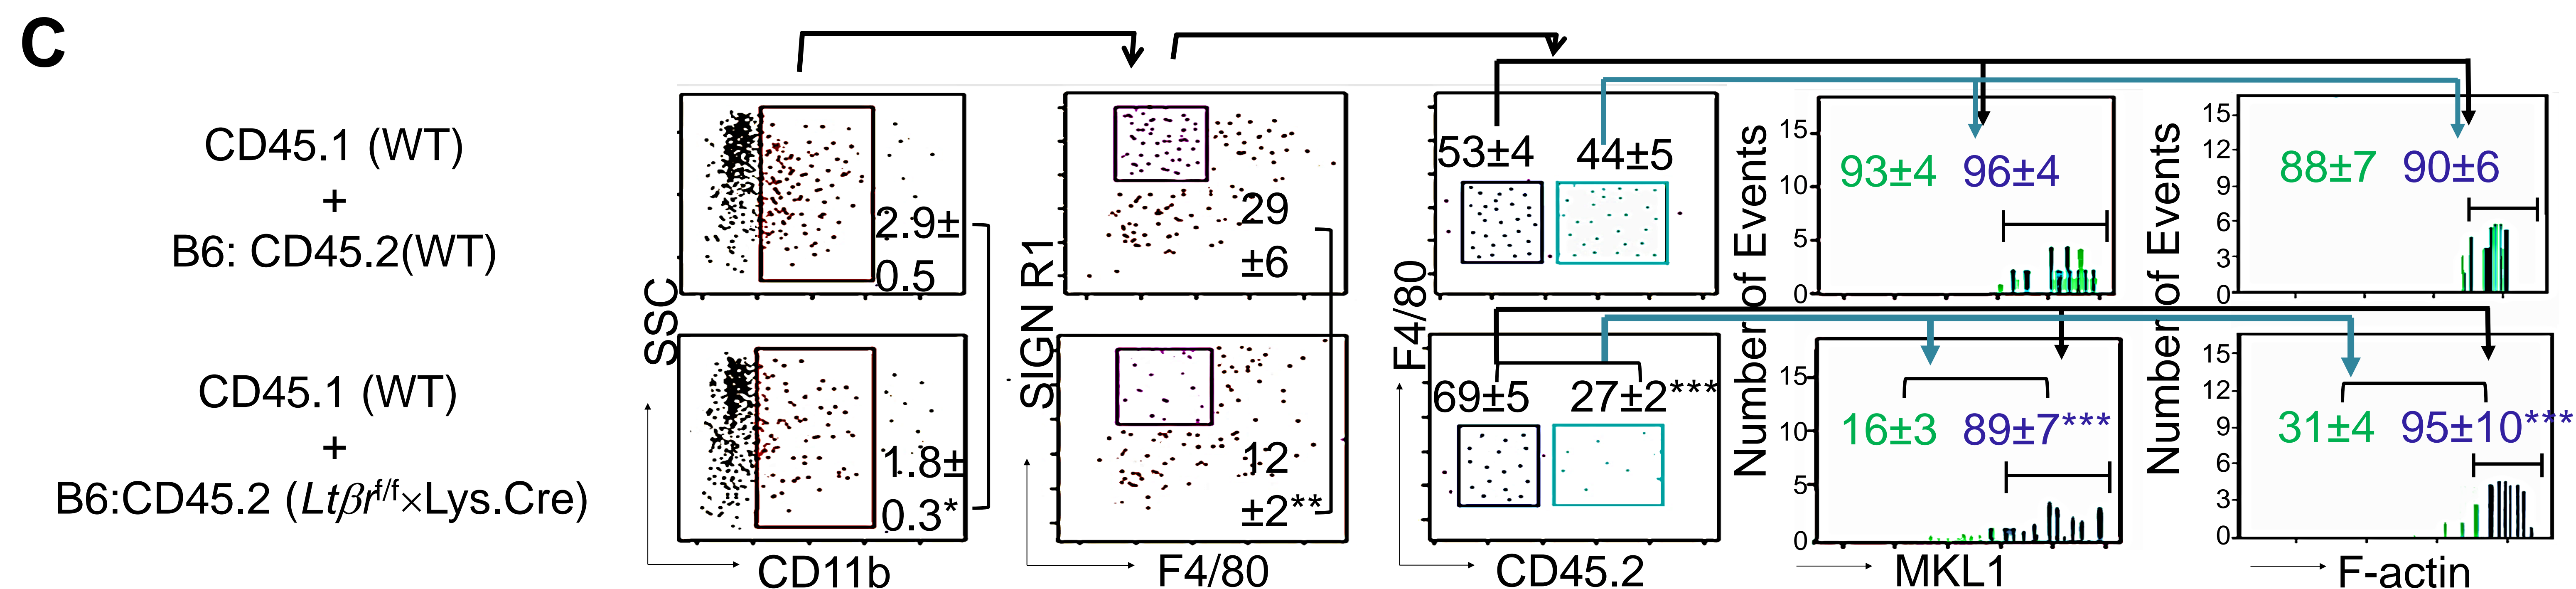 C
CD45.1 (WT)
+
B6: CD45.2(WT)
CD45.1 (WT)
+
B6:CD45.2 (Ltβr^f/f×Lys.Cre)
SSC
2.9±
0.5
1.8±
0.3*
CD11b
SIGN R1
29
±6
12
±2**
F4/80
F4/80
53±4 44±5
69±5 27±2***
CD45.2
Number of Events
15
10
5
0
93±4 96±4
15
10
5
0
16±3 89±7***
MKL1
Number of Events
15
12
9
6
3
0
88±7 90±6
15
12
9
6
3
0
31±4 95±10***
F-actin